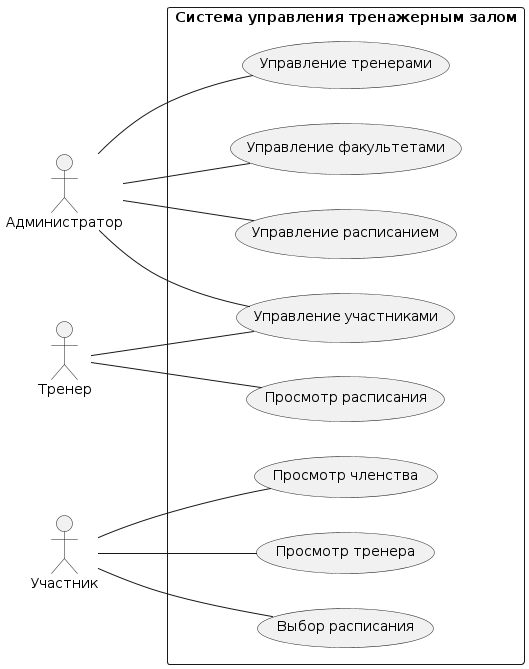 Система управления тренажерным залом
Управление тренерами
Управление факультетами
Администратор
Управление расписанием
Управление участниками
Тренер
Просмотр расписания
Просмотр членства
Просмотр тренера
Участник
Выбор расписания